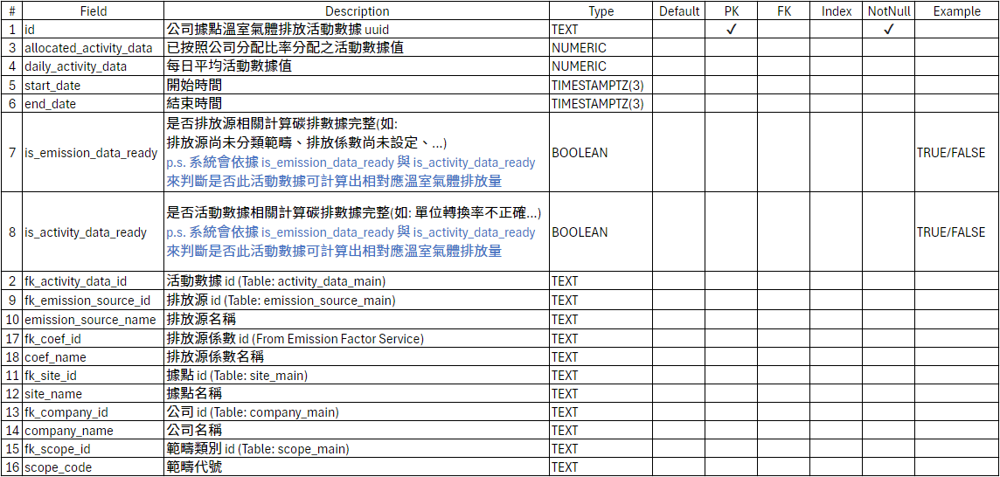 # Field Description Type Default PK FK Index NotNull Example
1 id 公司據點溫室氣體排放活動數據 uuid TEXT ✓ ✓
3 allocated_activity_data 已按照公司分配比率分配之活動數據值 NUMERIC
4 daily_activity_data 每日平均活動數據值 NUMERIC
5 start_date 開始時間 TIMESTAMPTZ(3)
6 end_date 結束時間 TIMESTAMPTZ(3)
7 is_emission_data_ready 是否排放源相關計算碳排數據完整(如:
排放源尚未分類範疇、排放係數尚未設定、...)
p.s. 系統會依據 is_emission_data_ready 與 is_activity_data_ready
來判斷是否此活動數據可計算出相對應溫室氣體排放量
BOOLEAN TRUE/FALSE
8 is_activity_data_ready 是否活動數據相關計算碳排數據完整(如: 單位轉換率不正確...)
p.s. 系統會依據 is_emission_data_ready 與 is_activity_data_ready
來判斷是否此活動數據可計算出相對應溫室氣體排放量
BOOLEAN TRUE/FALSE
2 fk_activity_data_id 活動數據 id (Table: activity_data_main) TEXT
9 fk_emission_source_id 排放源 id (Table: emission_source_main) TEXT
10 emission_source_name 排放源名稱 TEXT
17 fk_coef_id 排放源係數 id (From Emission Factor Service) TEXT
18 coef_name 排放源係數名稱 TEXT
11 fk_site_id 據點 id (Table: site_main) TEXT
12 site_name 據點名稱 TEXT
13 fk_company_id 公司 id (Table: company_main) TEXT
14 company_name 公司名稱 TEXT
15 fk_scope_id 範疇類別 id (Table: scope_main) TEXT
16 scope_code 範疇代號 TEXT